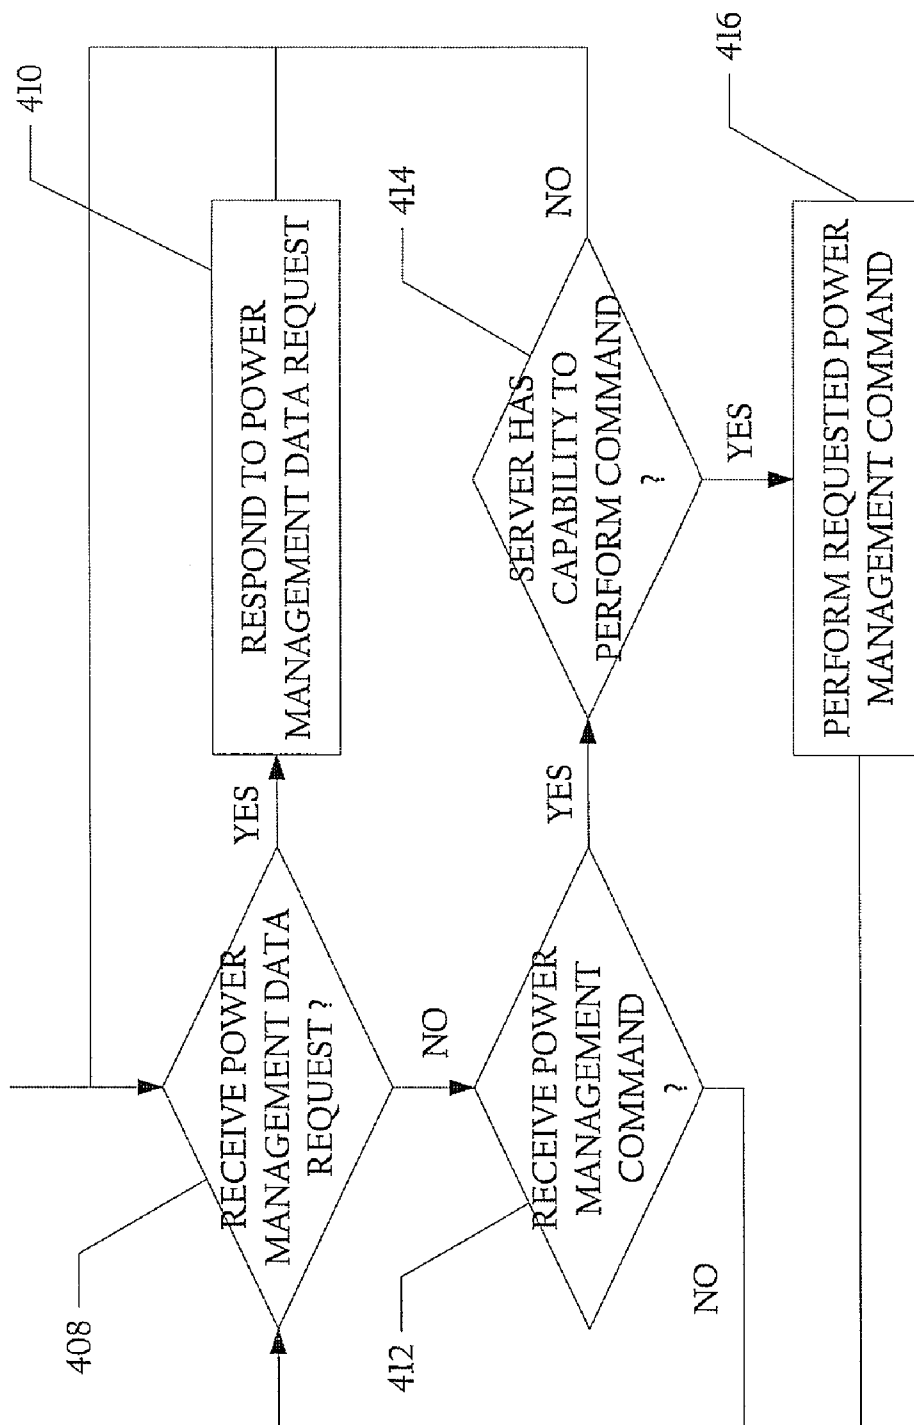 408
RECEIVE POWER
MANAGEMENT DATA
REQUEST ?
YES
410
RESPOND TO POWER
MANAGEMENT DATA REQUEST
NO
412
RECEIVE POWER
MANAGEMENT
COMMAND
?
YES
NO
414
SERVER HAS
CAPABILITY TO
PERFORM COMMAND
?
NO
YES
416
PERFORM REQUESTED POWER
MANAGEMENT COMMAND